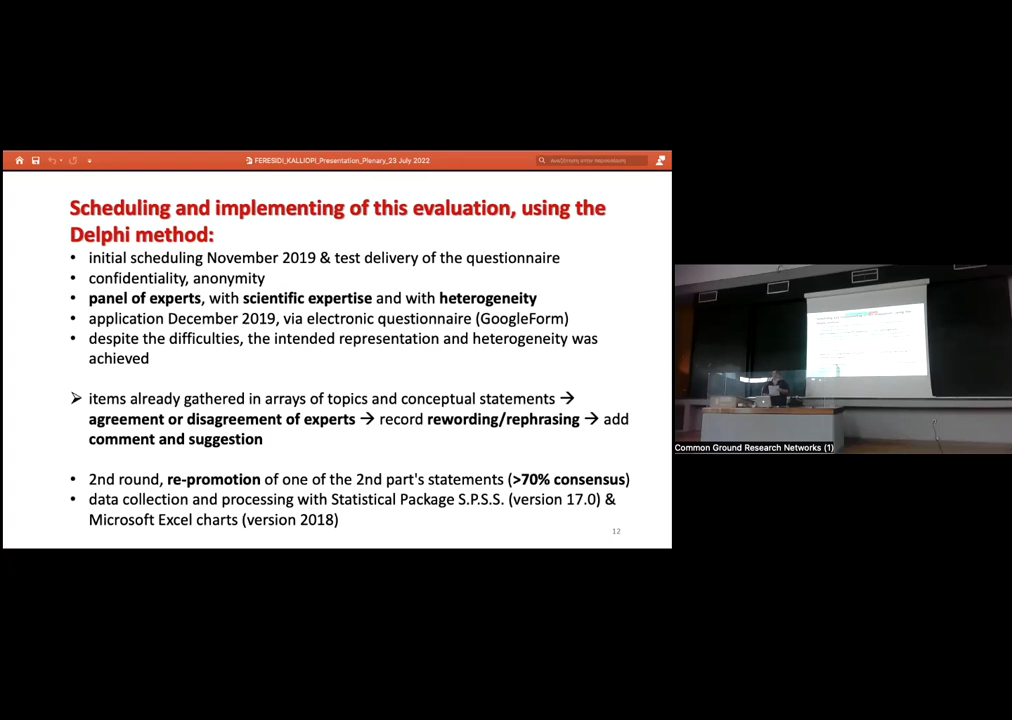 FERESIDI_KALLIOPI_Presentation_Plenary_23 July 2022
Αναζήτηση στην παρουσίαση
Scheduling and implementing of this evaluation, using the
Delphi method:
• initial scheduling November 2019 & test delivery of the questionnaire
• confidentiality, anonymity
• panel of experts, with scientific expertise and with heterogeneity
• application December 2019, via electronic questionnaire (GoogleForm)
• despite the difficulties, the intended representation and heterogeneity was
achieved
➢ items already gathered in arrays of topics and conceptual statements →
agreement or disagreement of experts → record rewording/rephrasing → add
comment and suggestion
• 2nd round, re-promotion of one of the 2nd part's statements (>70% consensus)
• data collection and processing with Statistical Package S.P.S.S. (version 17.0) &
Microsoft Excel charts (version 2018)
12
Common Ground Research Networks (1)